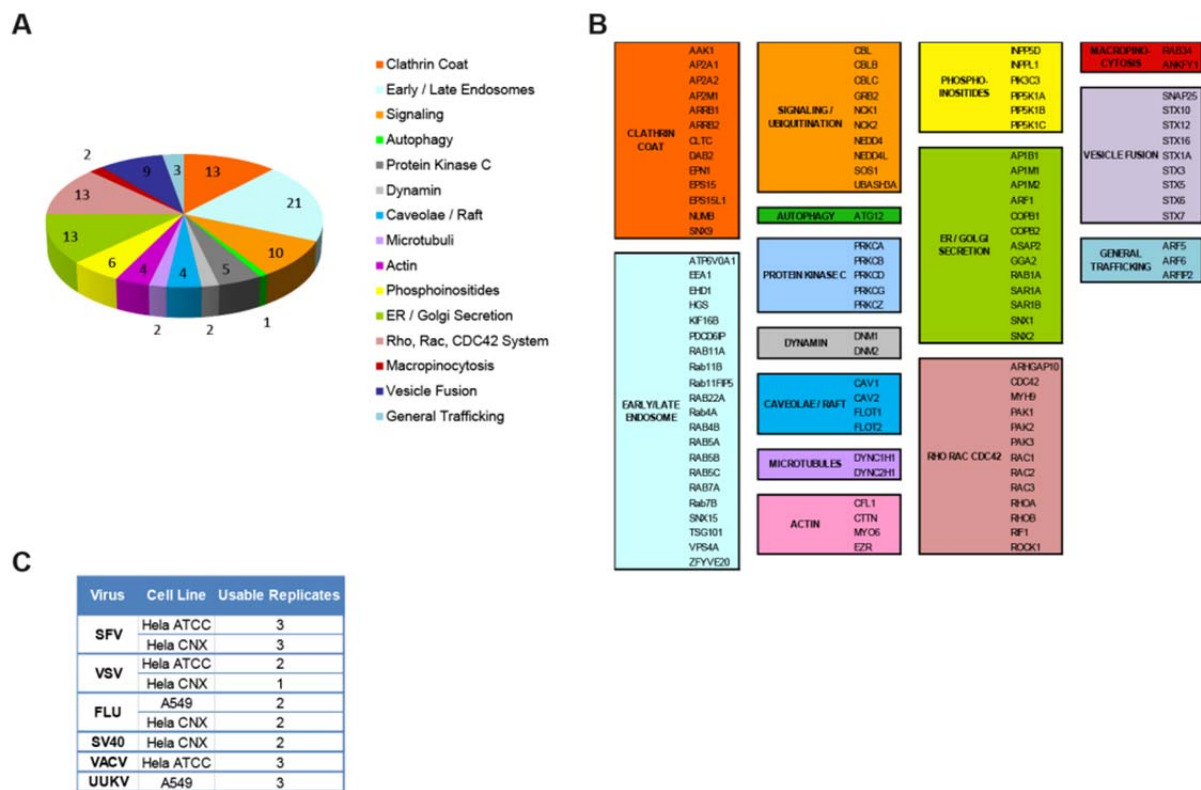 A
Clathrin Coat
Early / Late Endosomes
Signaling
Autophagy
Protein Kinase C
Dynamin
Caveolae / Raft
Microtubuli
Actin
Phosphoinositides
ER / Golgi Secretion
Rho, Rac, CDC42 System
Macropinocytosis
Vesicle Fusion
General Trafficking
2
9
3
13
13
21
13
10
6
4
4
5
2
2
1
B
CLATHRIN
COAT
AAK1
AP2A1
AP2A2
AP2M1
ARRB1
ARRB2
CLTC
DAB2
EPN1
EPS15
EPS15L1
NUMB
SNX9
EARLY/LATE
ENDOSOME
ATP6V0A1
EEA1
EHD1
HGS
KIF16B
PDCD6IP
RAB11A
Rab11B
Rab11FIP5
RAB22A
Rab4A
RAB4B
RAB5A
RAB5B
RAB5C
RAB7A
Rab7B
SNX15
TSG101
VPS4A
ZFYVE20
SIGNALING /
UBIQUITINATION
CBL
CBLB
CBLC
GRB2
NCK1
NCK2
NEDD4
NEDD4L
SOS1
UBASH3A
AUTOPHAGY ATG12
PROTEIN KINASE C
PRKCA
PRKCB
PRKCD
PRKCG
PRKCZ
DYNAMIN
DNM1
DNM2
CAVEOLAE / RAFT
CAV1
CAV2
FLOT1
FLOT2
MICROTUBULES
DYNC1H1
DYNC2H1
ACTIN
CFL1
CTTN
MYO6
EZR
PHOSPHO-
INOSITIDES
INPP5D
INPPL1
PIK3C3
PIP5K1A
PIP5K1B
PIP5K1C
ER / GOLGI
SECRETION
AP1B1
AP1M1
AP1M2
ARF1
COPB1
COPB2
ASAP2
GGA2
RAB1A
SAR1A
SAR1B
SNX1
SNX2
RHO RAC CDC42
ARHGAP10
CDC42
MYH9
PAK1
PAK2
PAK3
RAC1
RAC2
RAC3
RHOA
RHOB
RIF1
ROCK1
MACROPINO-
CYTOSIS
RAB34
ANKFY1
VESICLE FUSION
SNAP25
STX10
STX12
STX16
STX1A
STX3
STX5
STX6
STX7
GENERAL
TRAFFICKING
ARF5
ARF6
ARFIP2
C
Virus Cell Line Usable Replicates
SFV
Hela ATCC 3
Hela CNX 3
VSV
Hela ATCC 2
Hela CNX 1
FLU
A549 2
Hela CNX 2
SV40 Hela CNX 2
VACV Hela ATCC 3
UUKV A549 3